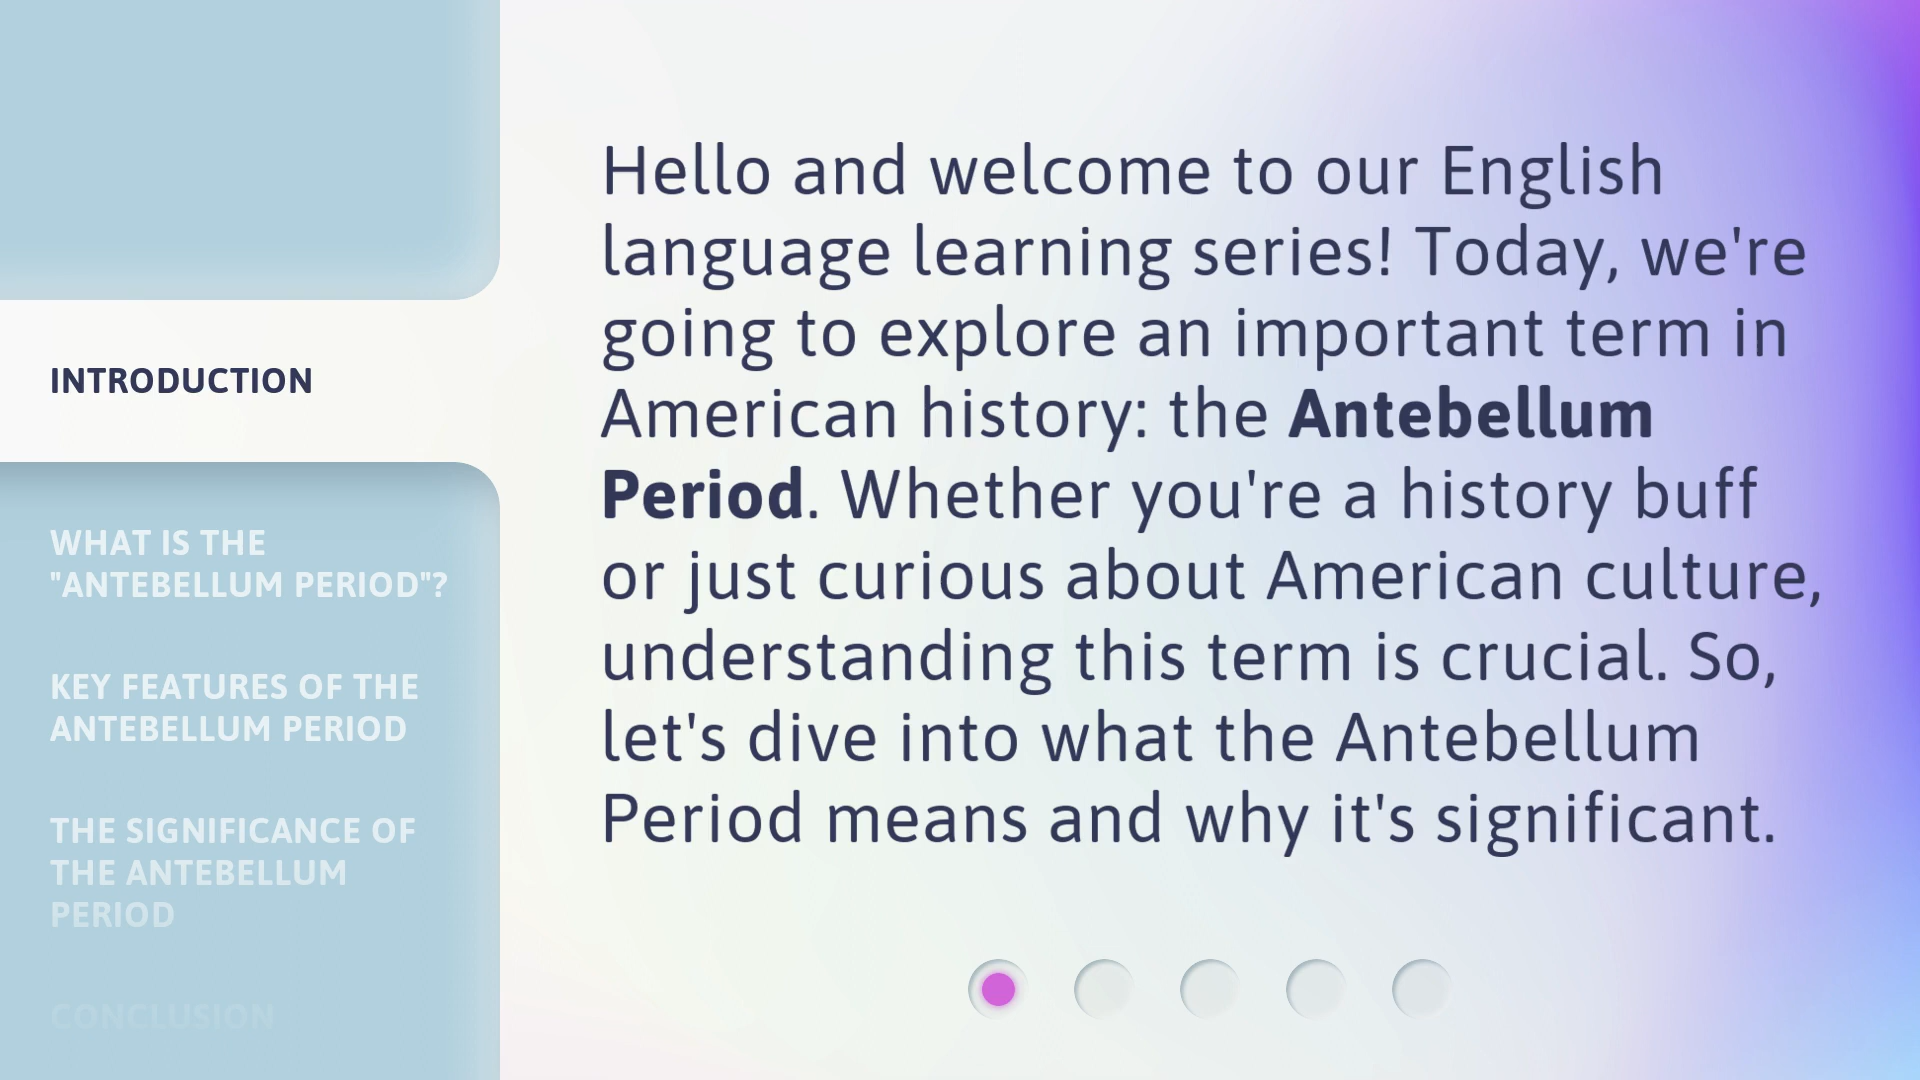 INTRODUCTION
WHAT IS THE
"ANTEBELLUM PERIOD"?
KEY FEATURES OF THE
ANTEBELLUM PERIOD
THE SIGNIFICANCE OF
THE ANTEBELLUM
PERIOD
CONCLUSION
Hello and welcome to our English
language learning series! Today, we're
going to explore an important term in
American history: the Antebellum
Period. Whether you're a history buff
or just curious about American culture,
understanding this term is crucial. So,
let's dive into what the Antebellum
Period means and why it's significant.